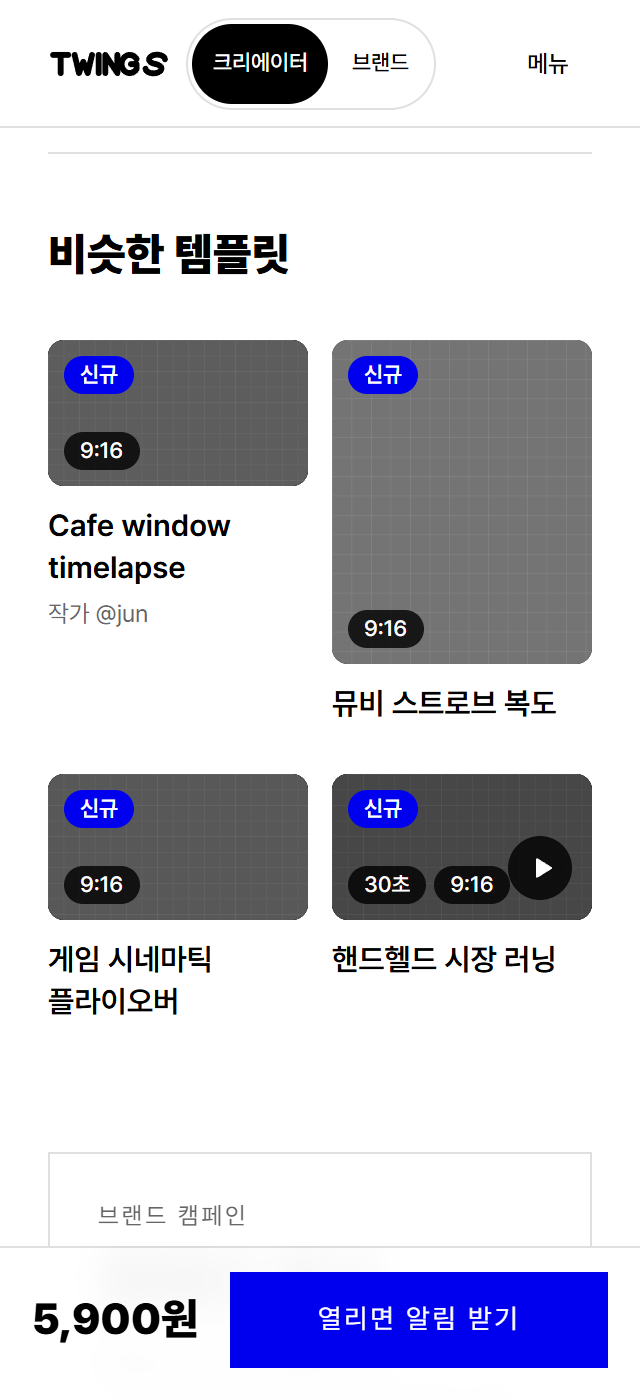 TWINGS
크리에이터
브랜드
메뉴
비슷한 템플릿
신규
9:16
Cafe window
timelapse
작가 @jun
신규
9:16
뮤비 스트로브 복도
신규
9:16
게임 시네마틱
플라이오버
신규
30초
9:16
핸드헬드 시장 러닝
브랜드 캠페인
5,900원
열리면 알림 받기